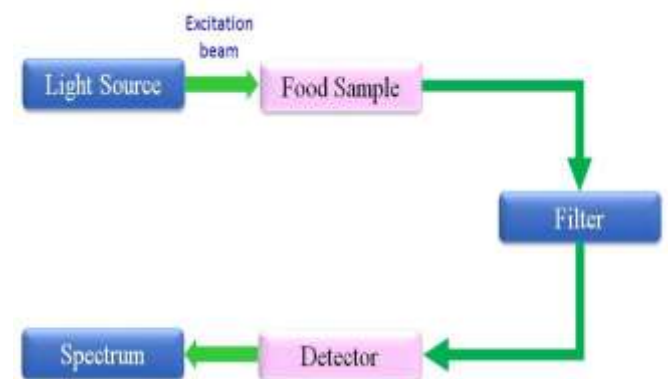 Excitation
beam
Light Source
Food Sample
Filter
Detector
Spectrum